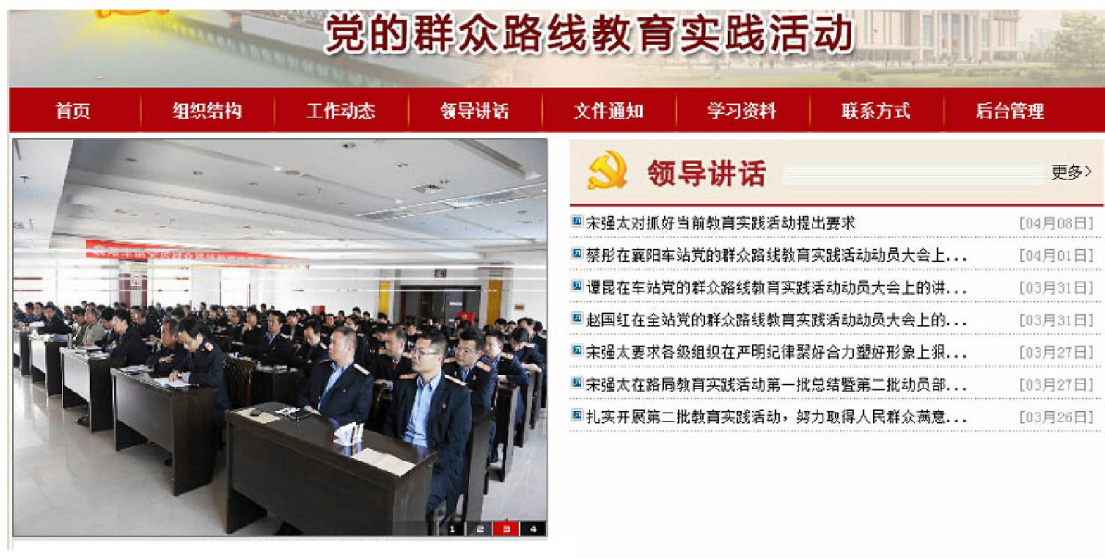 党的群众路线教育实践活动
首页 组织结构 工作动态 领导讲话 文件通知 学习资料 联系方式 后台管理
领导讲话 更多>
宋强太对抓好当前教育实践活动提出要求 [04月08日]
蔡彤在襄阳车站党的群众路线教育实践活动动员大会上... [04月01日]
谭昆在车站党的群众路线教育实践活动动员大会上的讲... [03月31日]
赵国红在全站党的群众路线教育实践活动动员大会上的... [03月31日]
宋强太要求各级组织在严明纪律聚好合力塑好形象上狠... [03月27日]
宋强太在路局教育实践活动第一批总结暨第二批动员部... [03月27日]
扎实开展第二批教育实践活动，努力取得人民群众满意... [03月26日]
1 2 3 4